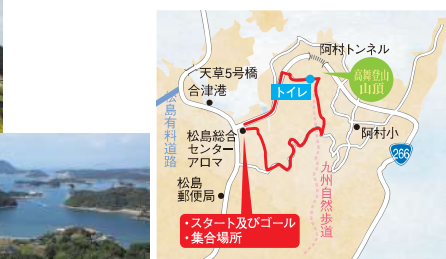 阿村トンネル
天草5号橋
合津港
高舞登山
山頂
トイレ
松島有料道路
松島総合
センター
アロマ
阿村小
266
松島
郵便局
九州自然歩道
・スタート及びゴール
・集合場所